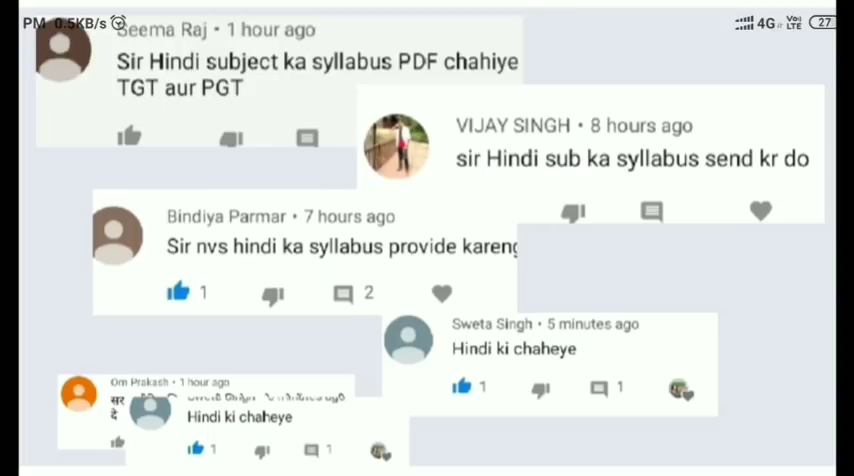 PM 0.5KB/s
4G
Vo)
LTE
27
Seema Raj • 1 hour ago
Sir Hindi subject ka syllabus PDF chahiye
TGT aur PGT
VIJAY SINGH • 8 hours ago
sir Hindi sub ka syllabus send kr do
Bindiya Parmar • 7 hours ago
Sir nvs hindi ka syllabus provide kareng
1
2
Sweta Singh • 5 minutes ago
Hindi ki chaheye
1
1
Om Prakash • 1 hour ago
सर
दे
Hindi ki chaheye
1
1